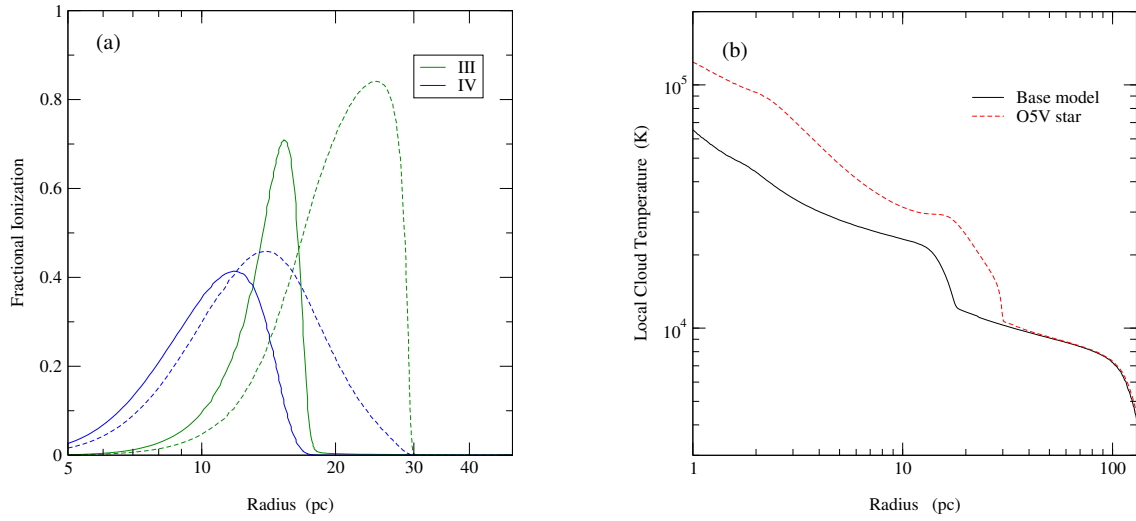 (a)
III
IV
1
0.8
0.6
0.4
0.2
0
Fractional Ionization
5
10
20
30
40
Radius (pc)
(b)
Base model
O5V star
10^5
10^4
Local Cloud Temperature (K)
1
10
100
Radius (pc)